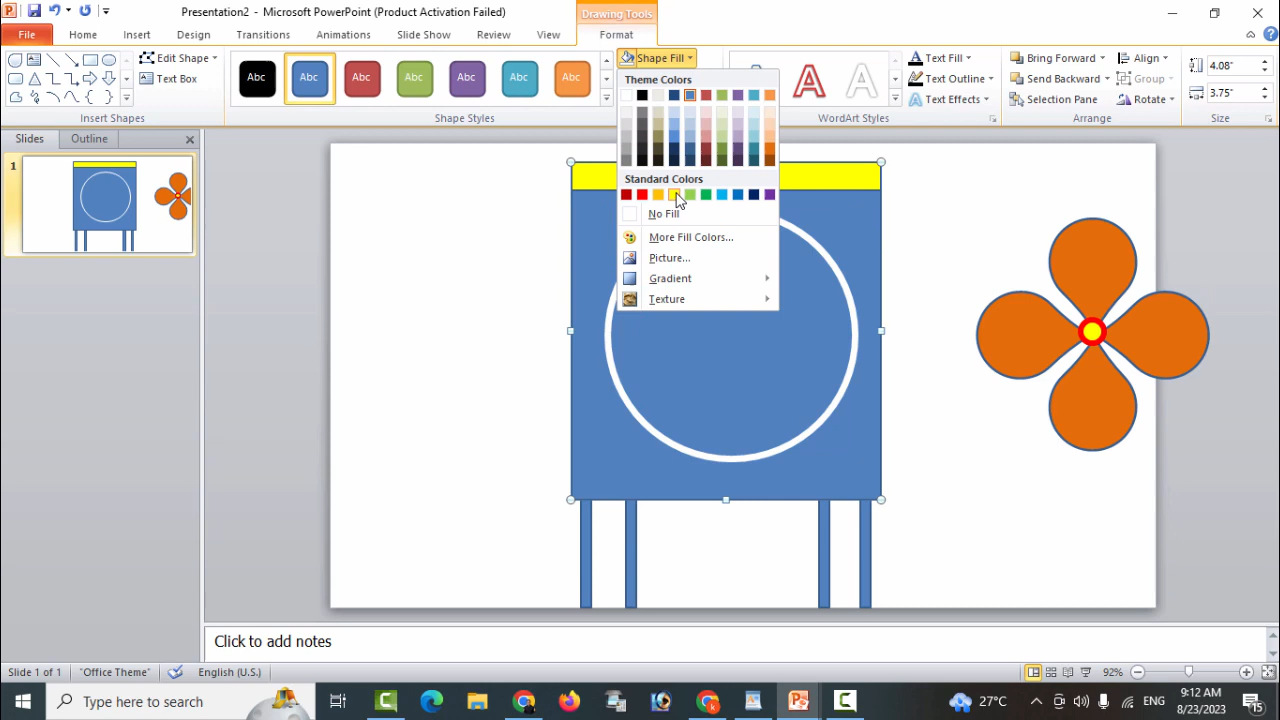 Presentation2 - Microsoft PowerPoint (Product Activation Failed)
Drawing Tools
File Home Insert Design Transitions Animations Slide Show Review View Format
Edit Shape
Text Box
Insert Shapes
Abc Abc Abc Abc Abc Abc Abc
Shape Styles
Shape Fill
Theme Colors
Standard Colors
No Fill
More Fill Colors...
Picture...
Gradient
Texture
A A
WordArt Styles
Text Fill
Text Outline
Text Effects
Bring Forward
Send Backward
Selection Pane
Align
Group
Rotate
Arrange
4.08"
3.75"
Size
Slides Outline
1
Click to add notes
Slide 1 of 1 "Office Theme" English (U.S.) 92%
Type here to search
27°C ENG 9:12 AM
8/23/2023 15